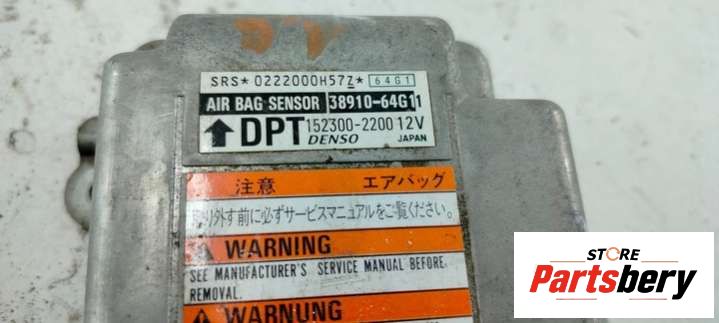 SRS* 0222000H57Z* 64G1
AIR BAG SENSOR 38910-64G11
DPT 152300-2200 12V
DENSO JAPAN
注意 エアバッグ
り外す前に必ずサービスマニュアルをご覧ください。
WARNING
SEE MANUFACTURER'S SERVICE MANUAL BEFORE
REMOVAL.
WARNUNG
STORE
Partsbery